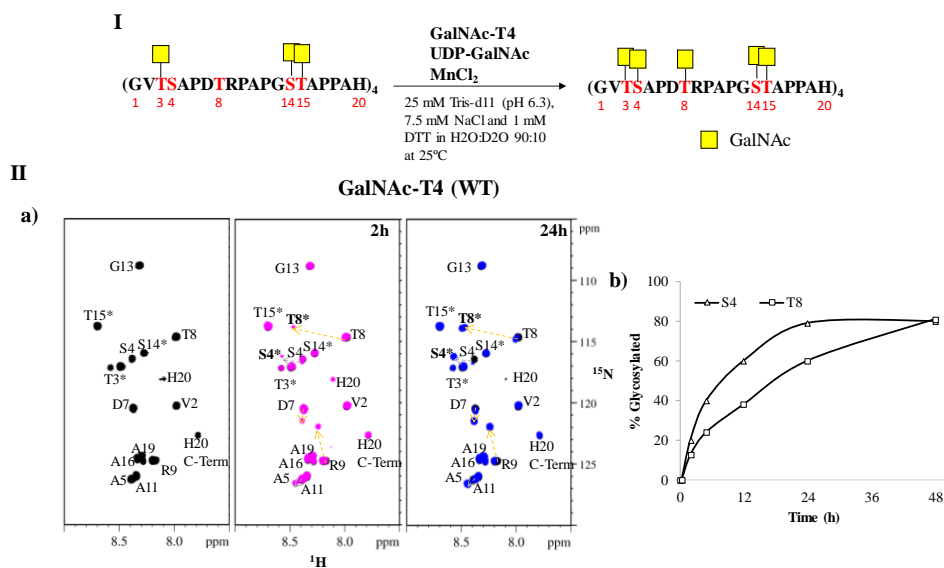 I
GalNAc-T4
UDP-GalNAc
MnCl2
(GVTSAPDTRPAPGSTAPPAH)4
1 3 4 8 14 15 20
25 mM Tris-d11 (pH 6.3),
7.5 mM NaCl and 1 mM
DTT in H2O:D2O 90:10
at 25ºC
(GVTSAPDTRPAPGSTAPPAH)4
1 3 4 8 14 15 20
GalNAc
II
GalNAc-T4 (WT)
a)
G13
T15*
T8
S4
S14*
T3*
H20
D7
V2
A19
A16
H20
C-Term
R9
A5
A11
8.5 8.0 ppm
2h
G13
T15*
T8*
T8
S4*
S4
S14*
T3*
H20
D7
V2
A19
A16
H20
C-Term
R9
A5
A11
8.5 8.0 ppm
1H
24h
G13
T15*
T8*
T8
S4*
S4
S14*
T3*
H20
D7
V2
A19
A16
H20
C-Term
R9
A5
A11
8.5 8.0 ppm
ppm
110
115
15N
120
125
b)
% Glycosylated
100
80
60
40
20
0
S4 T8
0 12 24 36 48
Time (h)